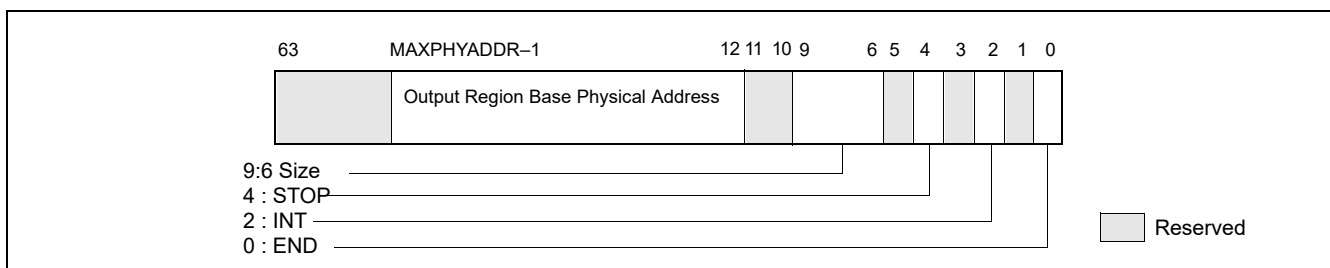 63 MAXPHYADDR–1 12 11 10 9 6 5 4 3 2 1 0
Output Region Base Physical Address
9:6 Size
4 : STOP
2 : INT
0 : END
Reserved